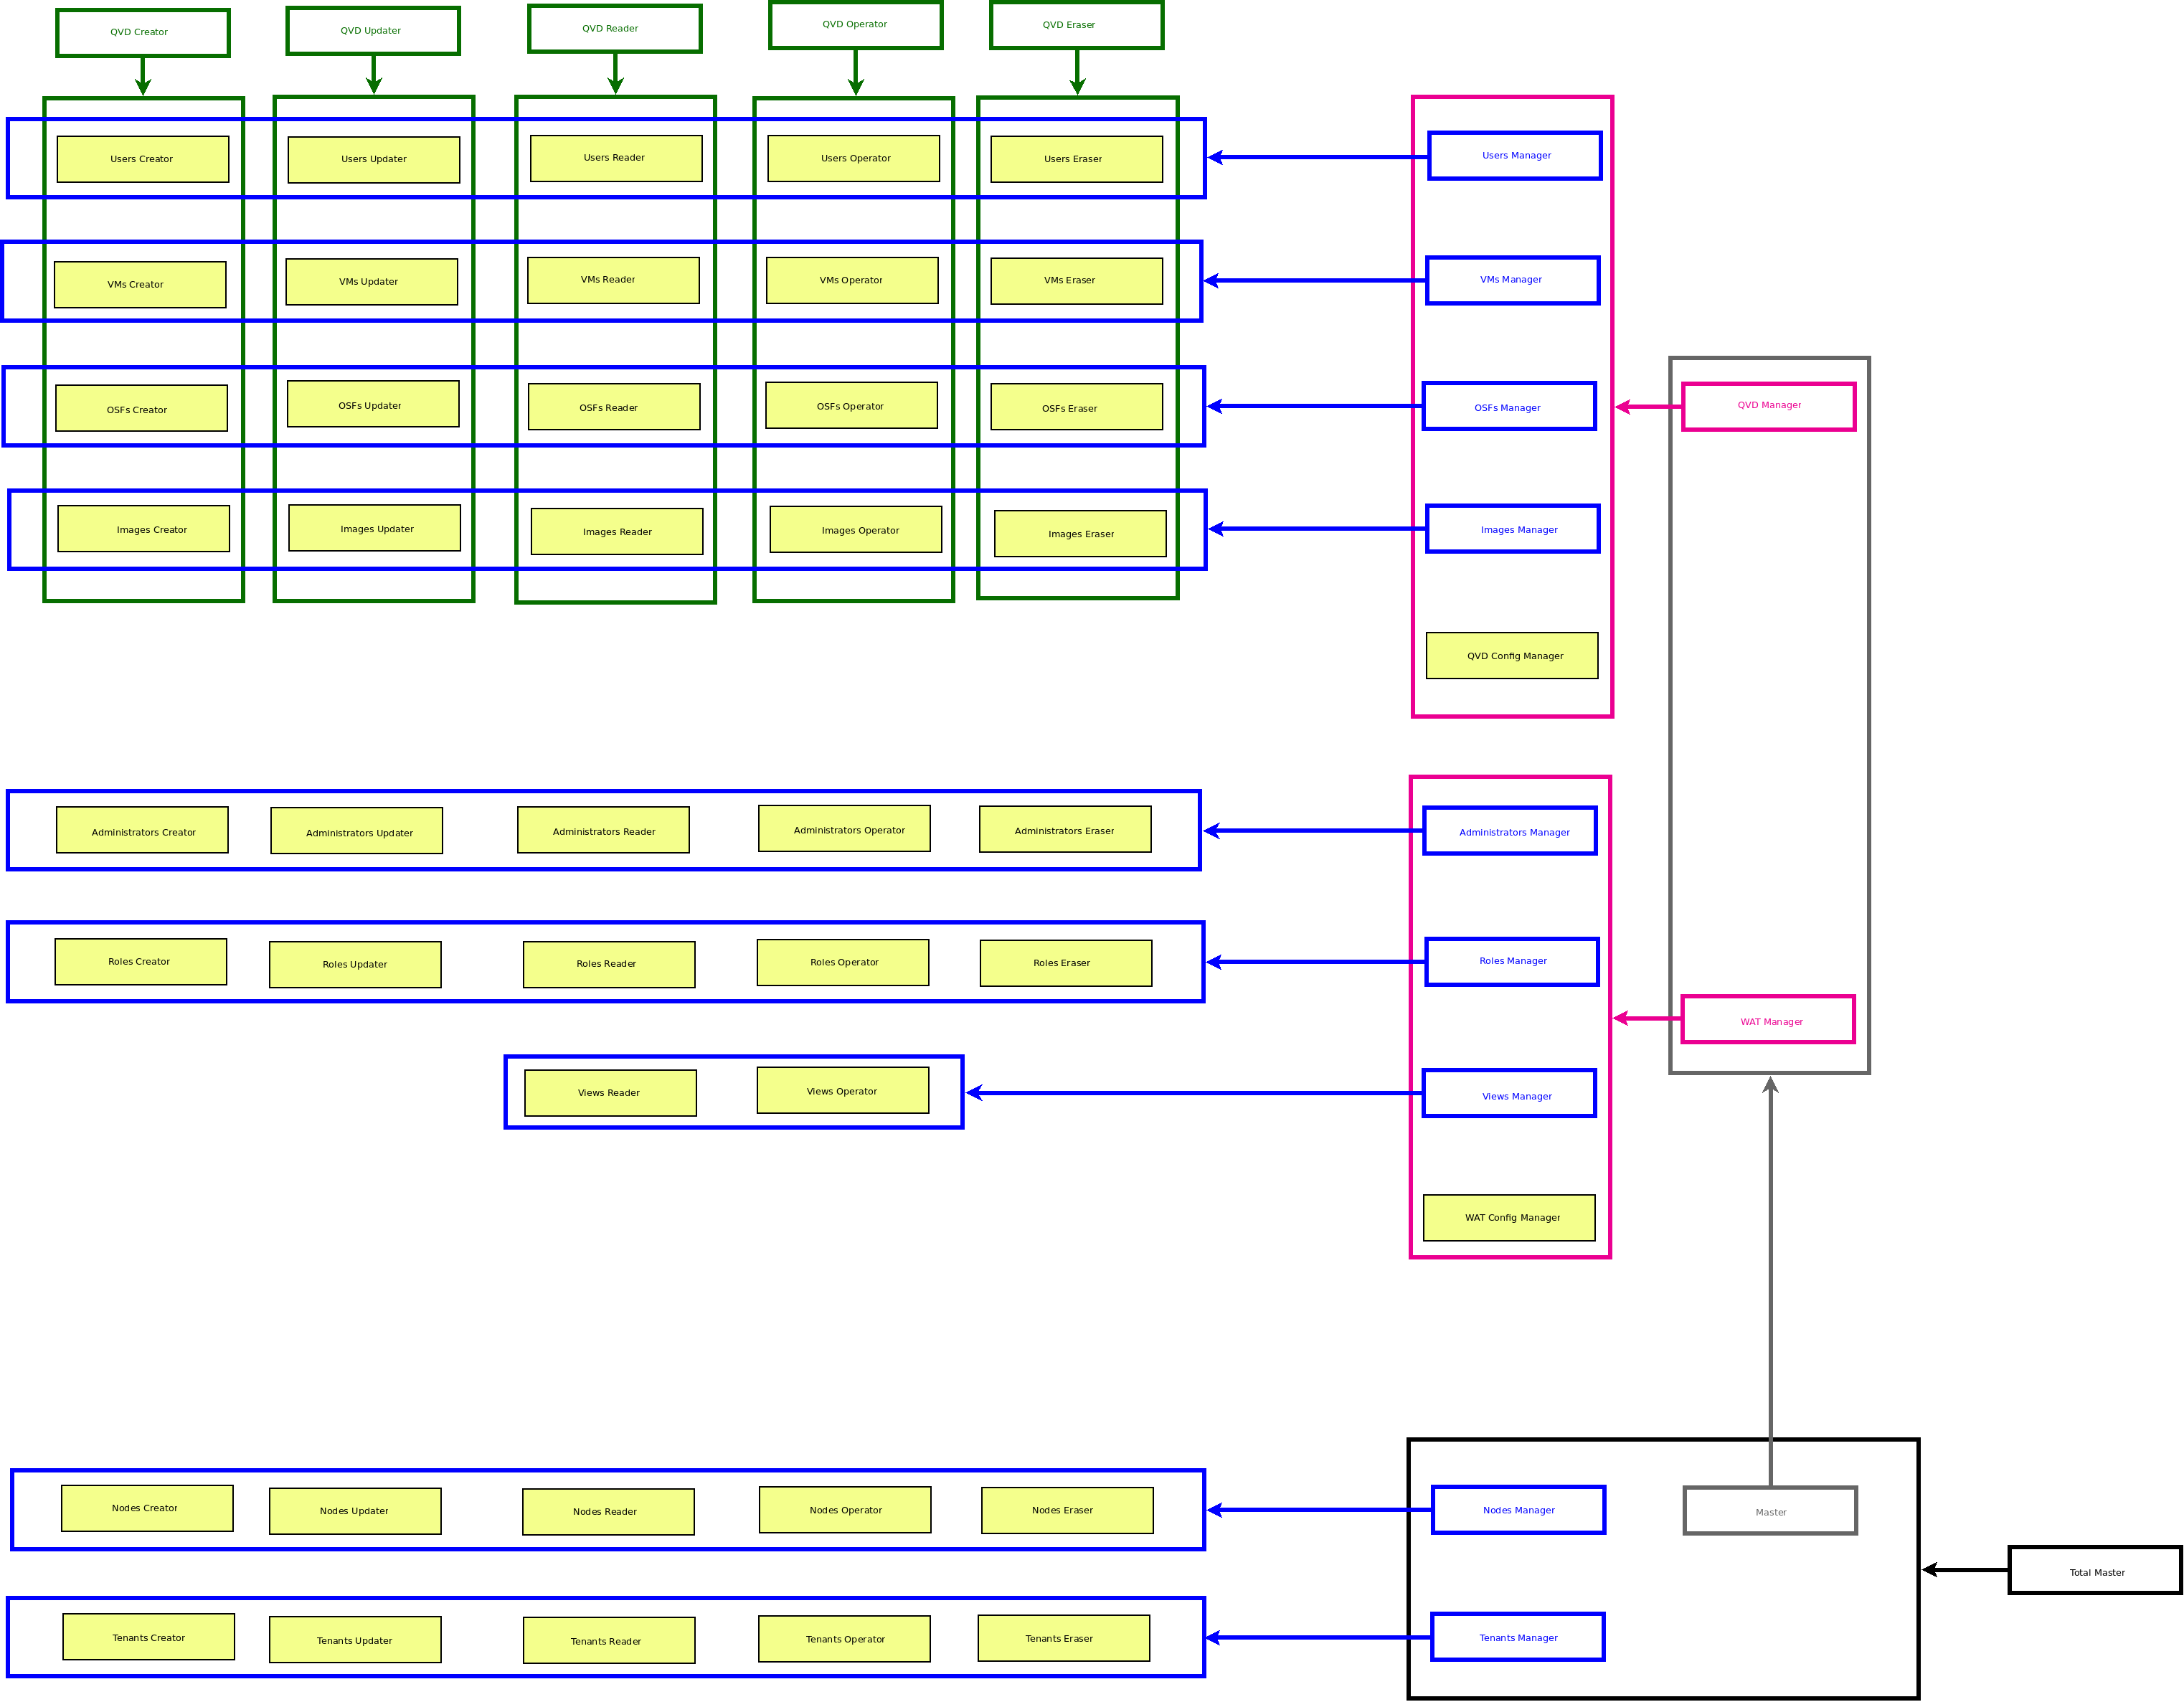 QVD Creator
QVD Updater
QVD Reader
QVD Operator
QVD Eraser
Users Creator
Users Updater
Users Reader
Users Operator
Users Eraser
Users Manager
VMs Creator
VMs Updater
VMs Reader
VMs Operator
VMs Eraser
VMs Manager
OSFs Creator
OSFs Updater
OSFs Reader
OSFs Operator
OSFs Eraser
OSFs Manager
QVD Manager
Images Creator
Images Updater
Images Reader
Images Operator
Images Eraser
Images Manager
QVD Config Manager
Administrators Creator
Administrators Updater
Administrators Reader
Administrators Operator
Administrators Eraser
Administrators Manager
Roles Creator
Roles Updater
Roles Reader
Roles Operator
Roles Eraser
Roles Manager
WAT Manager
Views Reader
Views Operator
Views Manager
WAT Config Manager
Nodes Creator
Nodes Updater
Nodes Reader
Nodes Operator
Nodes Eraser
Nodes Manager
Master
Total Master
Tenants Creator
Tenants Updater
Tenants Reader
Tenants Operator
Tenants Eraser
Tenants Manager